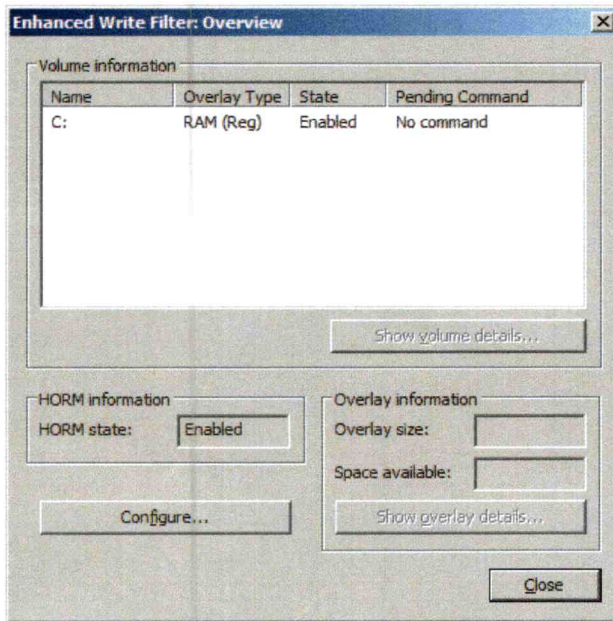 Enhanced Write Filter: Overview
Volume information
Name Overlay Type State Pending Command
C: RAM (Reg) Enabled No command
Show volume details...
HORM information
HORM state: Enabled
Overlay information
Overlay size:
Space available:
Configure...
Show overlay details...
Close